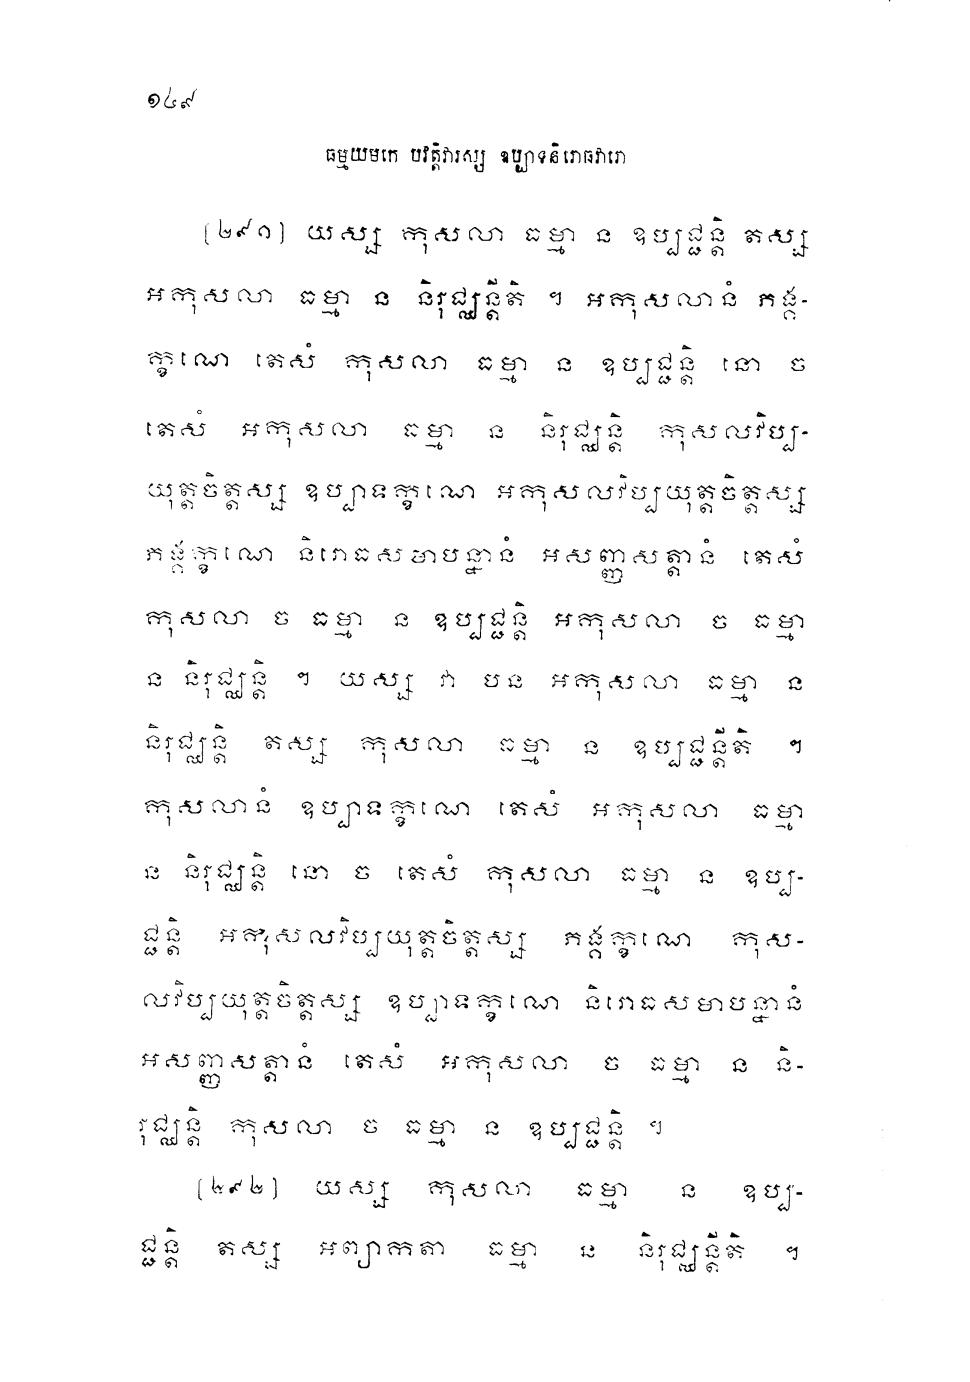 ១៤៩
ធម្មយមកេ បវត្តិវារស្ស ឧប្បាទនិរោធវារោ
(២៩១) យស្ស កុសលា ធម្មា ន ឧប្បជ្ជន្តិ តស្ស
អកុសលា ធម្មា ន និរុជ្ឈន្តីតិ ។ អកុសលានំ ភង្គ-
ក្ខណេ តេសំ កុសលា ធម្មា ន ឧប្បជ្ជន្តិ នោ ច
តេសំ អកុសលា ធម្មា ន និរុជ្ឈន្តិ កុសលវិប្ប-
យុត្តចិត្តស្ស ឧប្បាទក្ខណេ អកុសលវិប្បយុត្តចិត្តស្ស
ភង្គក្ខណេ និរោធសមាបន្នានំ អសញ្ញសត្តានំ តេសំ
កុសលា ច ធម្មា ន ឧប្បជ្ជន្តិ អកុសលា ច ធម្មា
ន និរុជ្ឈន្តិ ។ យស្ស វា បន អកុសលា ធម្មា ន
និរុជ្ឈន្តិ តស្ស កុសលា ធម្មា ន ឧប្បជ្ជន្តីតិ ។
កុសលានំ ឧប្បាទក្ខណេ តេសំ អកុសលា ធម្មា
ន និរុជ្ឈន្តិ នោ ច តេសំ កុសលា ធម្មា ន ឧប្ប-
ជ្ជន្តិ អកុសលវិប្បយុត្តចិត្តស្ស ភង្គក្ខណេ កុស-
លវិប្បយុត្តចិត្តស្ស ឧប្បាទក្ខណេ និរោធសមាបន្នានំ
អសញ្ញសត្តានំ តេសំ អកុសលា ច ធម្មា ន និ-
រុជ្ឈន្តិ កុសលា ច ធម្មា ន ឧប្បជ្ជន្តិ ។
(២៩២) យស្ស កុសលា ធម្មា ន ឧប្ប-
ជ្ជន្តិ តស្ស អព្យាកតា ធម្មា ន និរុជ្ឈន្តីតិ ។